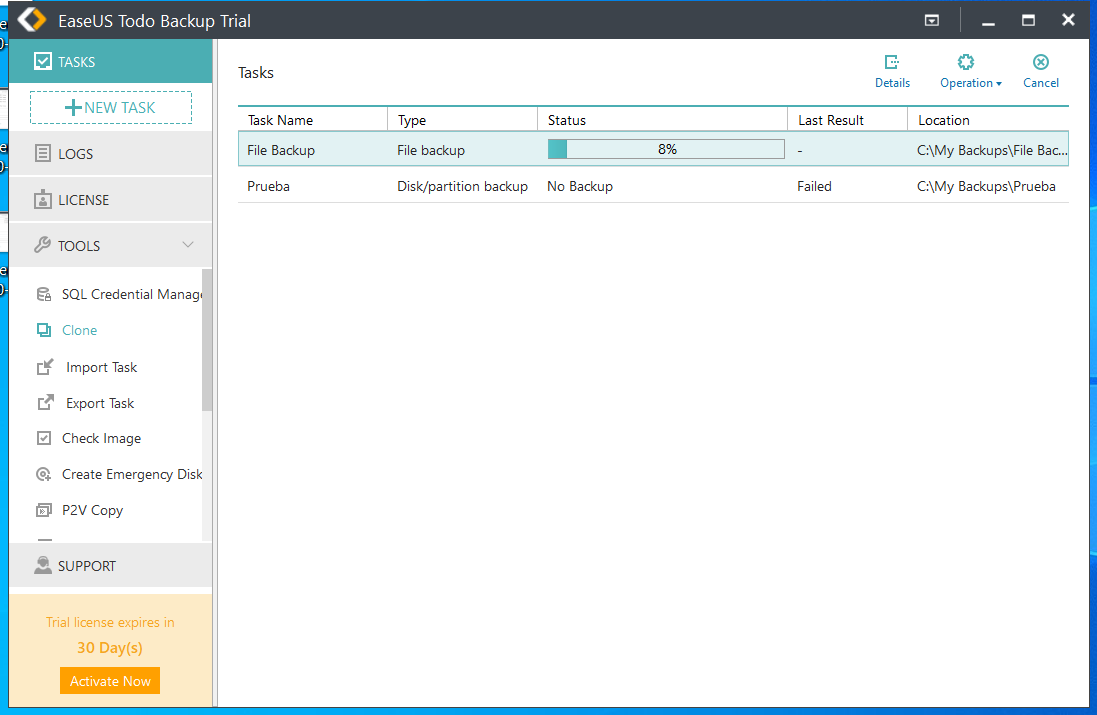 EaseUS Todo Backup Trial
TASKS
NEW TASK
LOGS
LICENSE
TOOLS
SQL Credential Manage
Clone
Import Task
Export Task
Check Image
Create Emergency Disk
P2V Copy
SUPPORT
Trial license expires in
30 Day(s)
Activate Now
Tasks
Details
Operation
Cancel
Task Name Type Status Last Result Location
File Backup File backup 8% - C:\My Backups\File Bac...
Prueba Disk/partition backup No Backup Failed C:\My Backups\Prueba